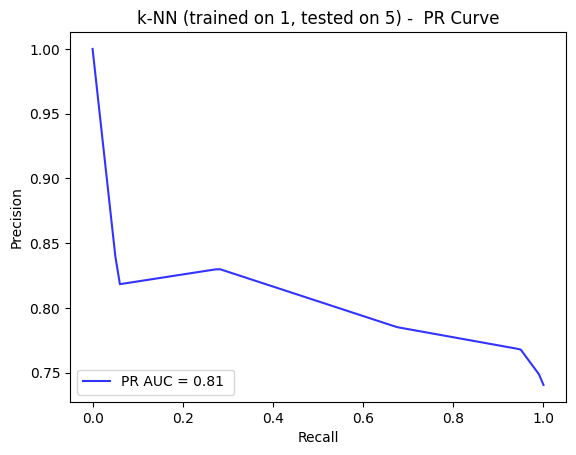 k-NN (trained on 1, tested on 5) -  PR Curve
1.00
0.95
0.90
0.85
0.80
0.75
Precision
PR AUC = 0.81
0.0 0.2 0.4 0.6 0.8 1.0
Recall